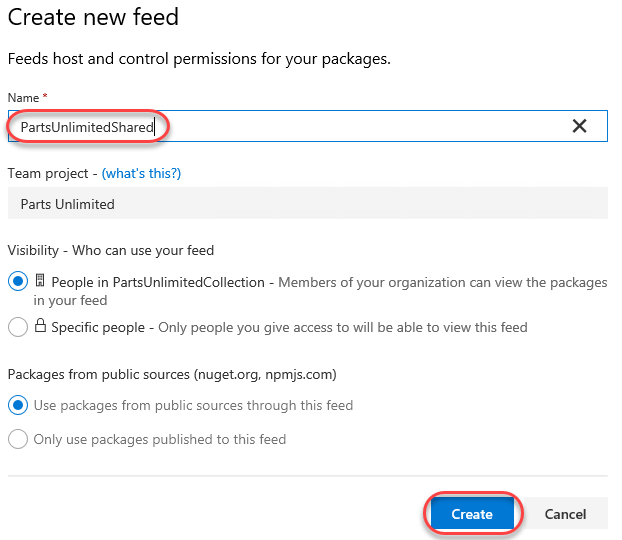 Create new feed
Feeds host and control permissions for your packages.
Name *
PartsUnlimitedShared
Team project - (what's this?)
Parts Unlimited
Visibility - Who can use your feed
People in PartsUnlimitedCollection - Members of your organization can view the packages
in your feed
Specific people - Only people you give access to will be able to view this feed
Packages from public sources (nuget.org, npmjs.com)
Use packages from public sources through this feed
Only use packages published to this feed
Create Cancel